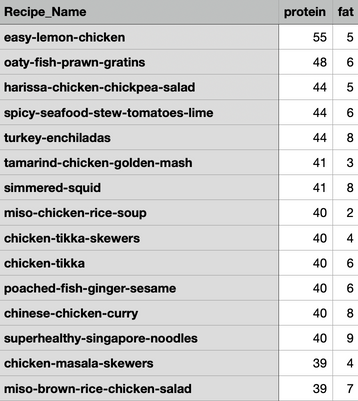 Recipe_Name protein fat
easy-lemon-chicken 55 5
oaty-fish-prawn-gratins 48 6
harissa-chicken-chickpea-salad 44 5
spicy-seafood-stew-tomatoes-lime 44 6
turkey-enchiladas 44 8
tamarind-chicken-golden-mash 41 3
simmered-squid 41 8
miso-chicken-rice-soup 40 2
chicken-tikka-skewers 40 4
chicken-tikka 40 6
poached-fish-ginger-sesame 40 6
chinese-chicken-curry 40 8
superhealthy-singapore-noodles 40 9
chicken-masala-skewers 39 4
miso-brown-rice-chicken-salad 39 7